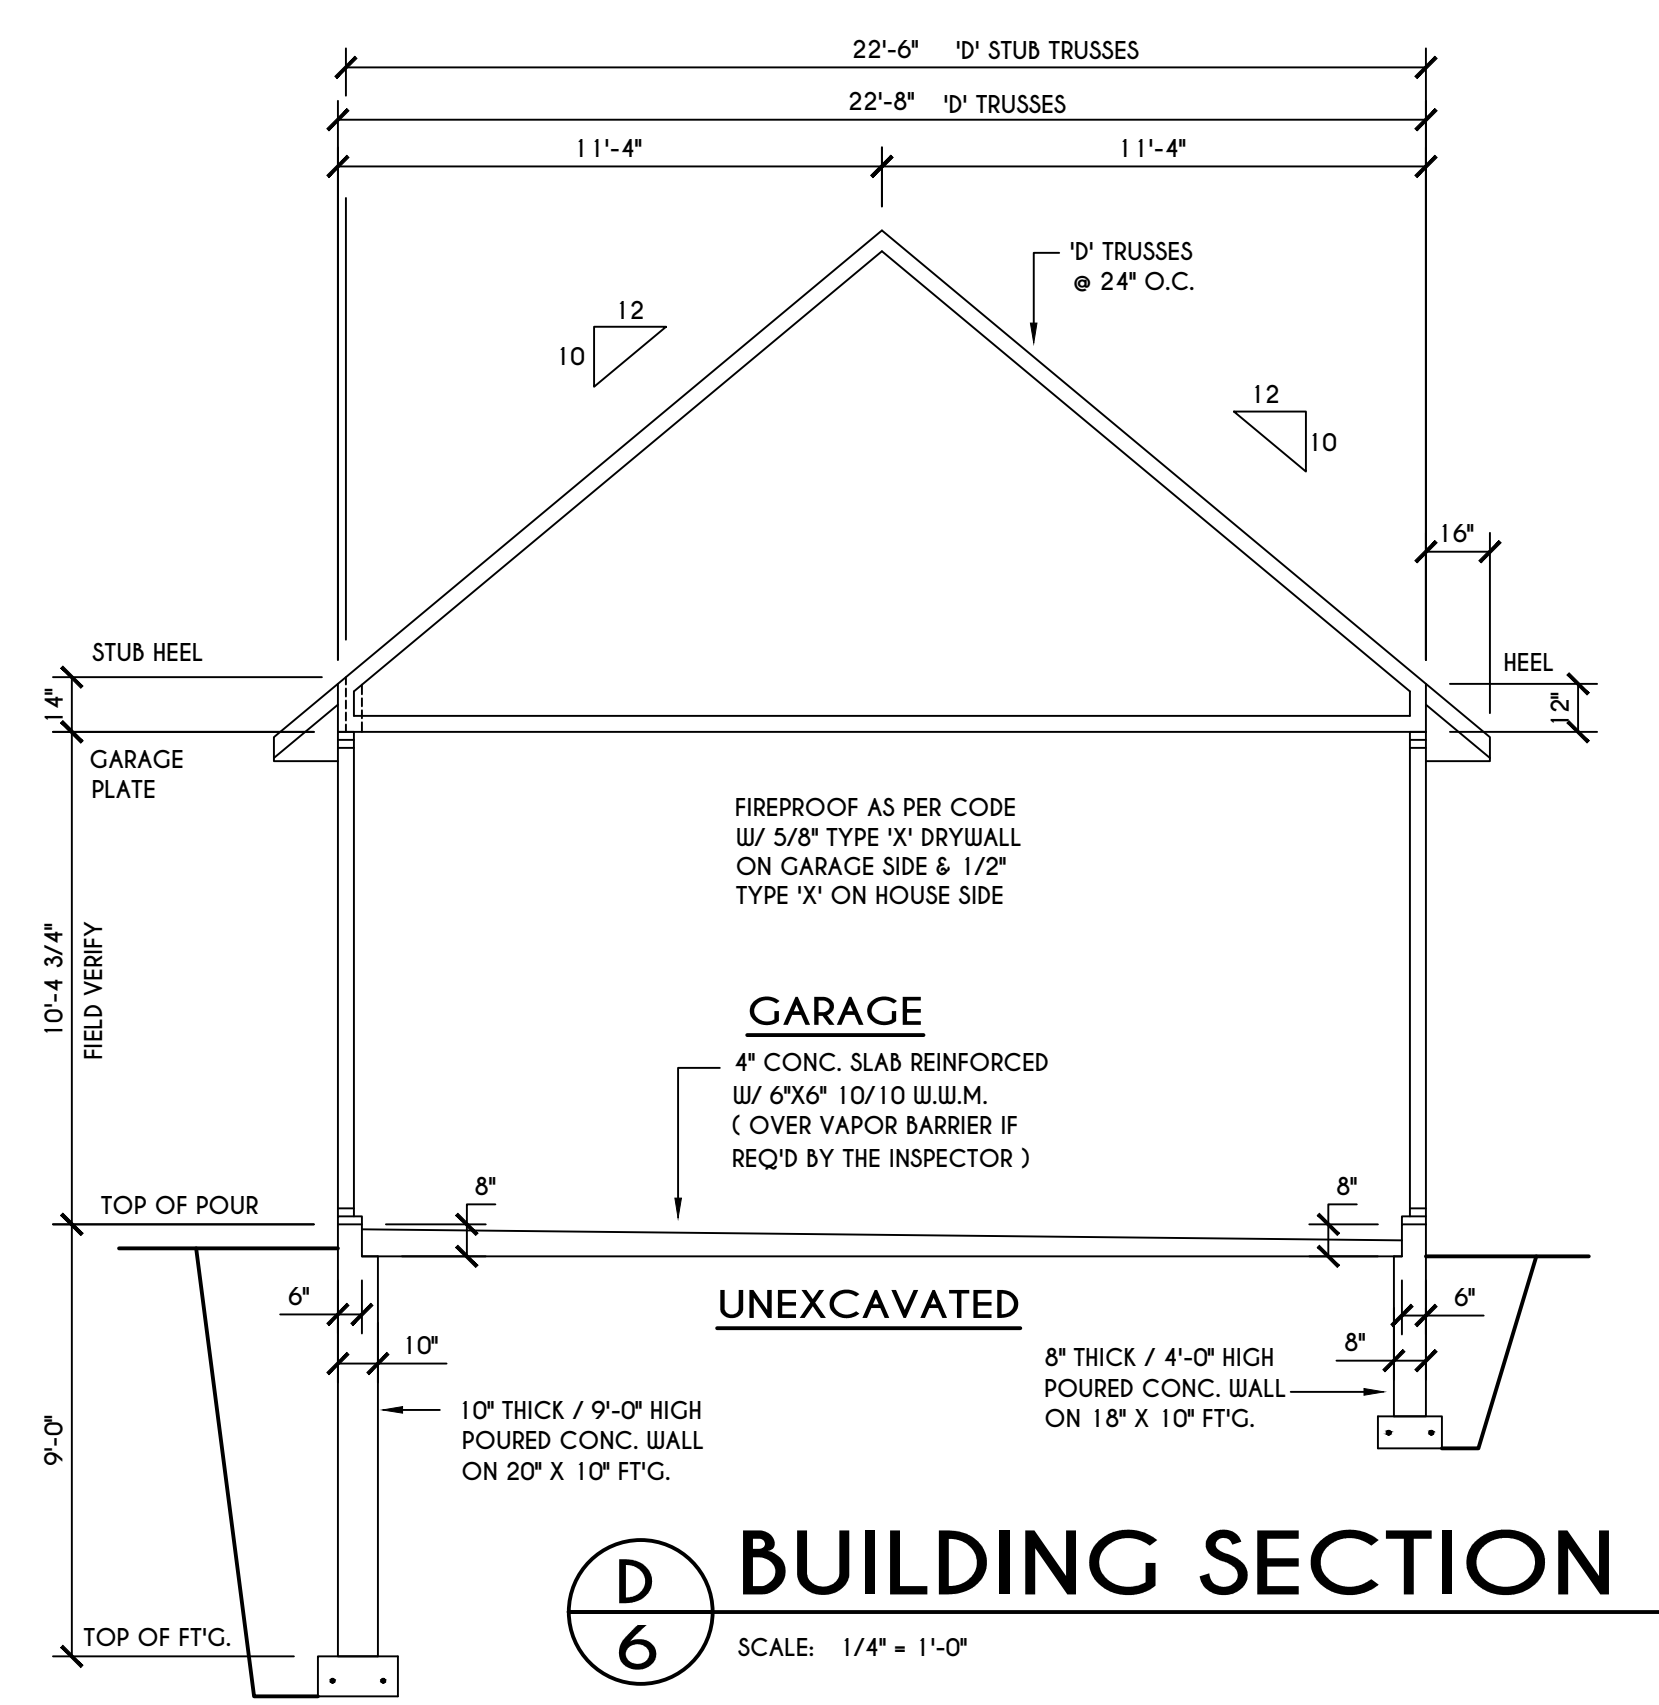 22'-6" 'D' STUB TRUSSES
22'-8" 'D' TRUSSES
11'-4" 11'-4"
'D' TRUSSES
@ 24" O.C.
12
10
12
10
16"
STUB HEEL
HEEL
14"
12"
GARAGE
PLATE
FIREPROOF AS PER CODE
W/ 5/8" TYPE 'X' DRYWALL
ON GARAGE SIDE & 1/2"
TYPE 'X' ON HOUSE SIDE
10'-4 3/4"
FIELD VERIFY
GARAGE
4" CONC. SLAB REINFORCED
W/ 6"X6" 10/10 W.W.M.
( OVER VAPOR BARRIER IF
REQ'D BY THE INSPECTOR )
TOP OF POUR
8"
8"
6"
UNEXCAVATED
6"
10"
8"
8" THICK / 4'-0" HIGH
POURED CONC. WALL
ON 18" X 10" FT'G.
10" THICK / 9'-0" HIGH
POURED CONC. WALL
ON 20" X 10" FT'G.
9'-0"
TOP OF FT'G.
D
6
BUILDING SECTION
SCALE: 1/4" = 1'-0"